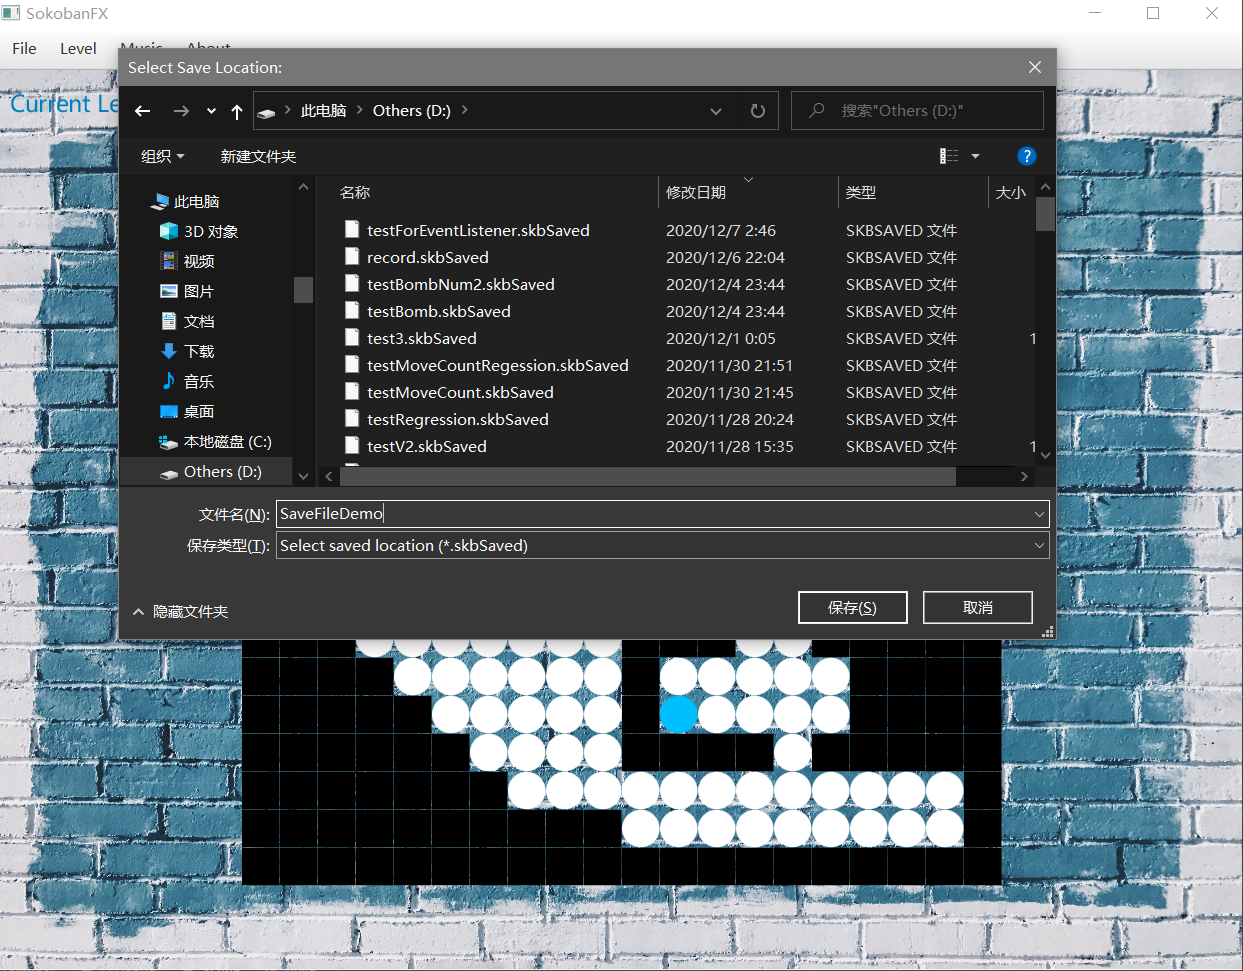 SokobanFX
File Level Music About
Current Le
Select Save Location:
此电脑 Others (D:)
搜索"Others (D:)"
组织 新建文件夹
名称 修改日期 类型 大小
此电脑
3D 对象
视频
图片
文档
下载
音乐
桌面
本地磁盘 (C:)
Others (D:)
testForEventListener.skbSaved 2020/12/7 2:46 SKBSAVED 文件
record.skbSaved 2020/12/6 22:04 SKBSAVED 文件
testBombNum2.skbSaved 2020/12/4 23:44 SKBSAVED 文件
testBomb.skbSaved 2020/12/4 23:44 SKBSAVED 文件
test3.skbSaved 2020/12/1 0:05 SKBSAVED 文件 1
testMoveCountRegession.skbSaved 2020/11/30 21:51 SKBSAVED 文件
testMoveCount.skbSaved 2020/11/30 21:45 SKBSAVED 文件
testRegression.skbSaved 2020/11/28 20:24 SKBSAVED 文件
testV2.skbSaved 2020/11/28 15:35 SKBSAVED 文件 1
文件名(N): SaveFileDemo
保存类型(T): Select saved location (*.skbSaved)
隐藏文件夹 保存(S) 取消